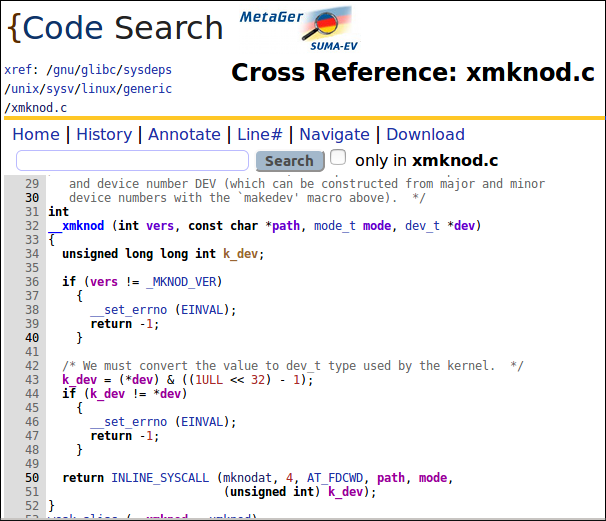 {Code Search
MetaGer
SUMA-EV
xref: /gnu/glibc/sysdeps
/unix/sysv/linux/generic
/xmknod.c
Cross Reference: xmknod.c
Home | History | Annotate | Line# | Navigate | Download
Search only in xmknod.c
29 and device number DEV (which can be constructed from major and minor
30 device numbers with the `makedev' macro above).  */
31 int
32 __xmknod (int vers, const char *path, mode_t mode, dev_t *dev)
33 {
34   unsigned long long int k_dev;
35
36   if (vers != _MKNOD_VER)
37     {
38       __set_errno (EINVAL);
39       return -1;
40     }
41
42   /* We must convert the value to dev_t type used by the kernel.  */
43   k_dev = (*dev) & ((1ULL << 32) - 1);
44   if (k_dev != *dev)
45     {
46       __set_errno (EINVAL);
47       return -1;
48     }
49
50   return INLINE_SYSCALL (mknodat, 4, AT_FDCWD, path, mode,
51                          (unsigned int) k_dev);
52 }